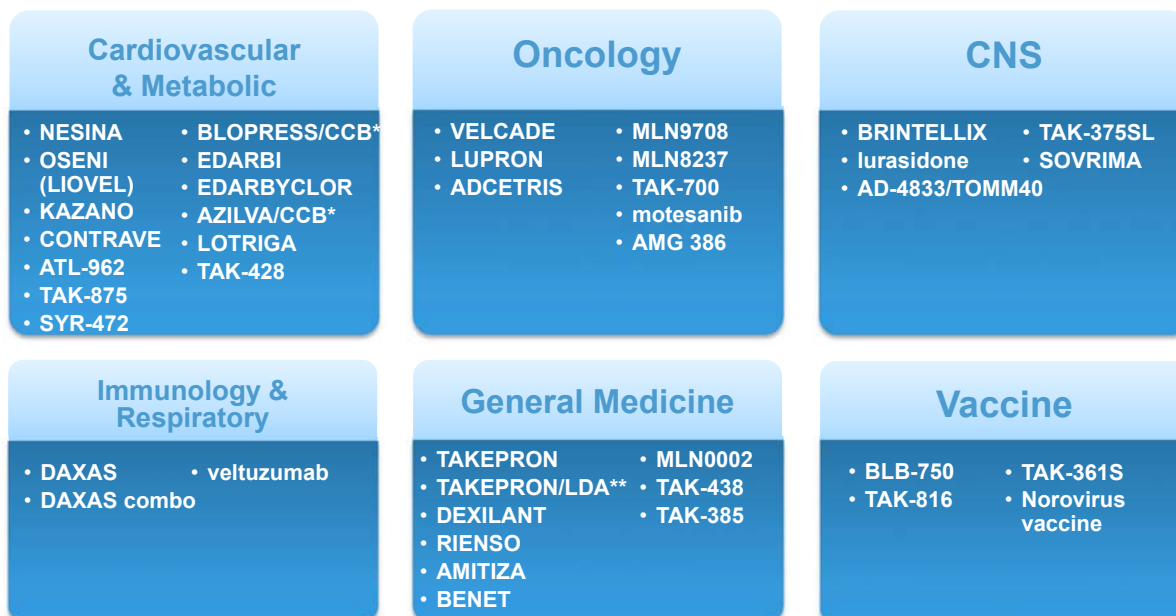 Cardiovascular
& Metabolic
• NESINA
• OSENI
(LIOVEL)
• KAZANO
• CONTRAVE
• ATL-962
• TAK-875
• SYR-472
• BLOPRESS/CCB*
• EDARBI
• EDARBYCLOR
• AZILVA/CCB*
• LOTRIGA
• TAK-428
Oncology
• VELCADE
• LUPRON
• ADCETRIS
• MLN9708
• MLN8237
• TAK-700
• motesanib
• AMG 386
CNS
• BRINTELLIX
• lurasidone
• AD-4833/TOMM40
• TAK-375SL
• SOVRIMA
Immunology &
Respiratory
• DAXAS
• DAXAS combo
• veltuzumab
General Medicine
• TAKEPRON
• TAKEPRON/LDA**
• DEXILANT
• RIENSO
• AMITIZA
• BENET
• MLN0002
• TAK-438
• TAK-385
Vaccine
• BLB-750
• TAK-816
• TAK-361S
• Norovirus
vaccine